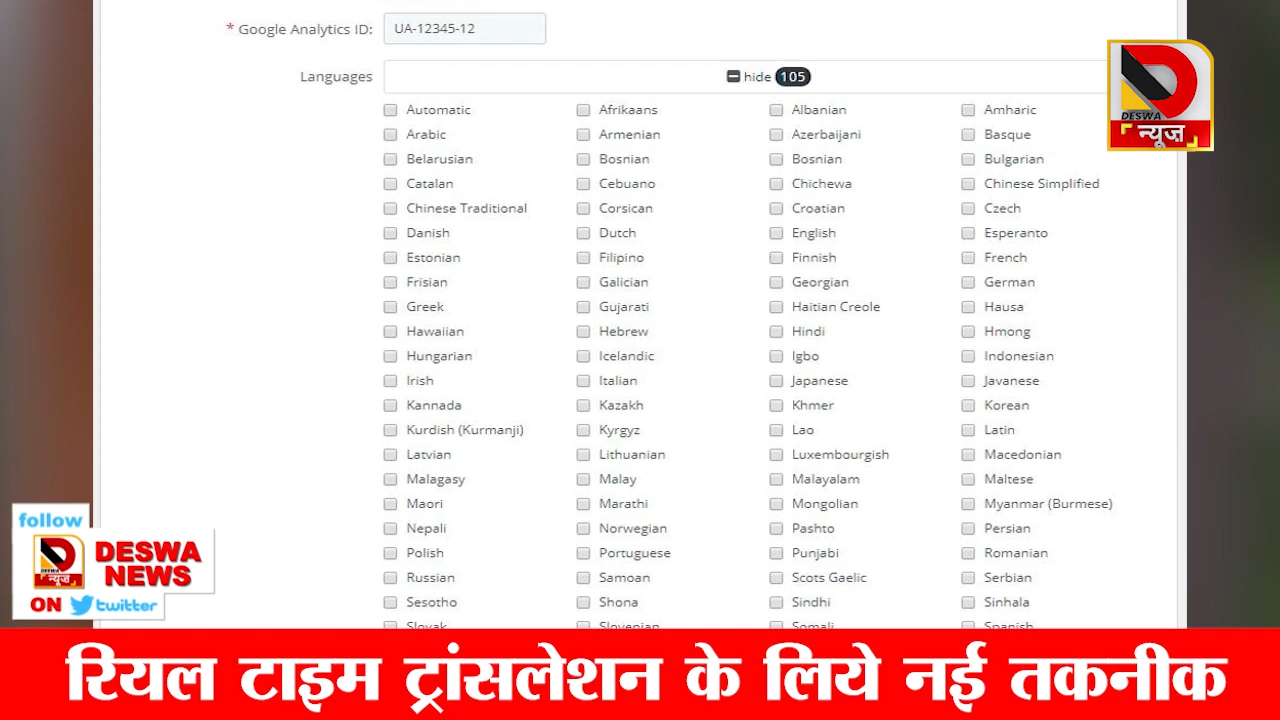 * Google Analytics ID: UA-12345-12
Languages hide 105
Automatic Afrikaans Albanian Amharic
Arabic Armenian Azerbaijani Basque
Belarusian Bosnian Bosnian Bulgarian
Catalan Cebuano Chichewa Chinese Simplified
Chinese Traditional Corsican Croatian Czech
Danish Dutch English Esperanto
Estonian Filipino Finnish French
Frisian Galician Georgian German
Greek Gujarati Haitian Creole Hausa
Hawaiian Hebrew Hindi Hmong
Hungarian Icelandic Igbo Indonesian
Irish Italian Japanese Javanese
Kannada Kazakh Khmer Korean
Kurdish (Kurmanji) Kyrgyz Lao Latin
Latvian Lithuanian Luxembourgish Macedonian
Malagasy Malay Malayalam Maltese
Maori Marathi Mongolian Myanmar (Burmese)
Nepali Norwegian Pashto Persian
Polish Portuguese Punjabi Romanian
Russian Samoan Scots Gaelic Serbian
Sesotho Shona Sindhi Sinhala
Slovak Slovenian Somali Spanish
DESWA
न्यूज़
follow
न्यूज़
DESWA
NEWS
ON twitter
रियल टाइम ट्रांसलेशन के लिये नई तकनीक